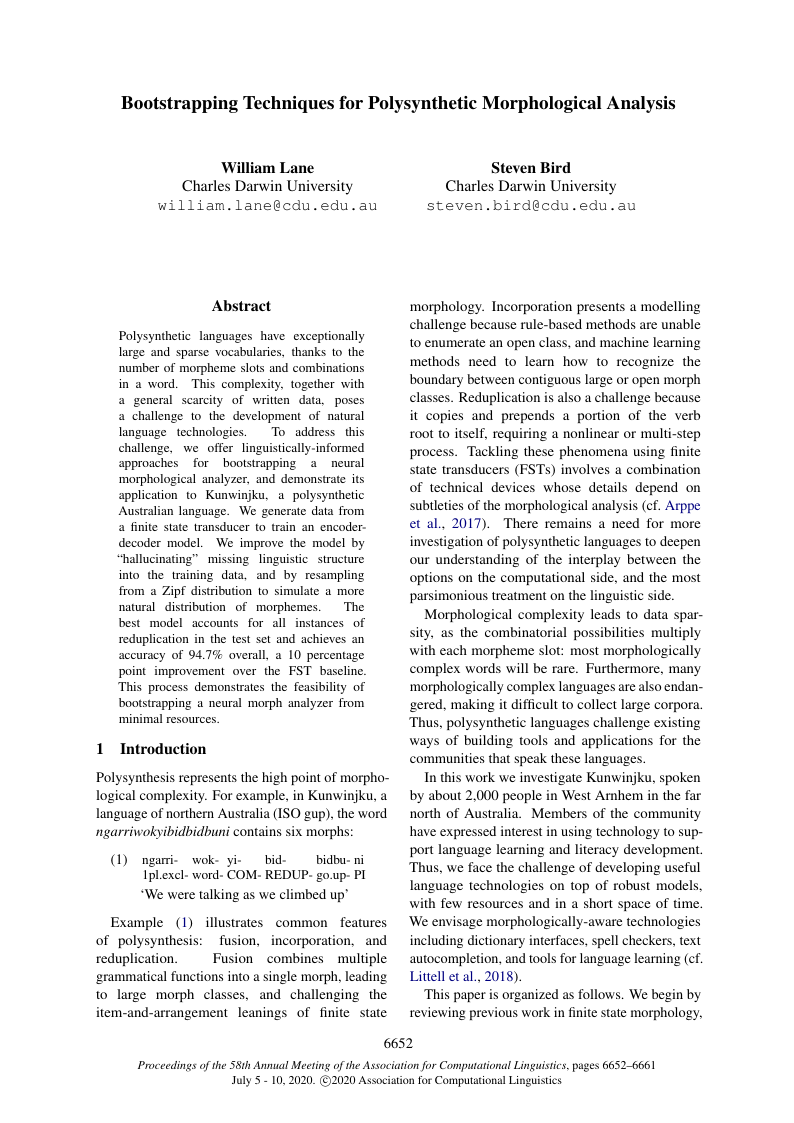 Bootstrapping Techniques for Polysynthetic Morphological Analysis
William Lane
Charles Darwin University
william.lane@cdu.edu.au
Steven Bird
Charles Darwin University
steven.bird@cdu.edu.au
Abstract
Polysynthetic languages have exceptionally
large and sparse vocabularies, thanks to the
number of morpheme slots and combinations
in a word. This complexity, together with
a general scarcity of written data, poses
a challenge to the development of natural
language technologies. To address this
challenge, we offer linguistically-informed
approaches for bootstrapping a neural
morphological analyzer, and demonstrate its
application to Kunwinjku, a polysynthetic
Australian language. We generate data from
a finite state transducer to train an encoder-
decoder model. We improve the model by
“hallucinating” missing linguistic structure
into the training data, and by resampling
from a Zipf distribution to simulate a more
natural distribution of morphemes. The
best model accounts for all instances of
reduplication in the test set and achieves an
accuracy of 94.7% overall, a 10 percentage
point improvement over the FST baseline.
This process demonstrates the feasibility of
bootstrapping a neural morph analyzer from
minimal resources.
1 Introduction
Polysynthesis represents the high point of morpho-
logical complexity. For example, in Kunwinjku, a
language of northern Australia (ISO gup), the word
ngarriwokyibidbidbuni contains six morphs:
(1) ngarri- wok- yi- bid- bidbu- ni
1pl.excl- word- COM- REDUP- go.up- PI
‘We were talking as we climbed up’
Example (1) illustrates common features
of polysynthesis: fusion, incorporation, and
reduplication. Fusion combines multiple
grammatical functions into a single morph, leading
to large morph classes, and challenging the
item-and-arrangement leanings of finite state
morphology. Incorporation presents a modelling
challenge because rule-based methods are unable
to enumerate an open class, and machine learning
methods need to learn how to recognize the
boundary between contiguous large or open morph
classes. Reduplication is also a challenge because
it copies and prepends a portion of the verb
root to itself, requiring a nonlinear or multi-step
process. Tackling these phenomena using finite
state transducers (FSTs) involves a combination
of technical devices whose details depend on
subtleties of the morphological analysis (cf. Arppe
et al., 2017). There remains a need for more
investigation of polysynthetic languages to deepen
our understanding of the interplay between the
options on the computational side, and the most
parsimonious treatment on the linguistic side.
Morphological complexity leads to data spar-
sity, as the combinatorial possibilities multiply
with each morpheme slot: most morphologically
complex words will be rare. Furthermore, many
morphologically complex languages are also endan-
gered, making it difficult to collect large corpora.
Thus, polysynthetic languages challenge existing
ways of building tools and applications for the
communities that speak these languages.
In this work we investigate Kunwinjku, spoken
by about 2,000 people in West Arnhem in the far
north of Australia. Members of the community
have expressed interest in using technology to sup-
port language learning and literacy development.
Thus, we face the challenge of developing useful
language technologies on top of robust models,
with few resources and in a short space of time.
We envisage morphologically-aware technologies
including dictionary interfaces, spell checkers, text
autocompletion, and tools for language learning (cf.
Littell et al., 2018).
This paper is organized as follows. We begin by
reviewing previous work in finite state morphology,
6652
Proceedings of the 58th Annual Meeting of the Association for Computational Linguistics, pages 6652–6661
July 5 - 10, 2020. ©2020 Association for Computational Linguistics